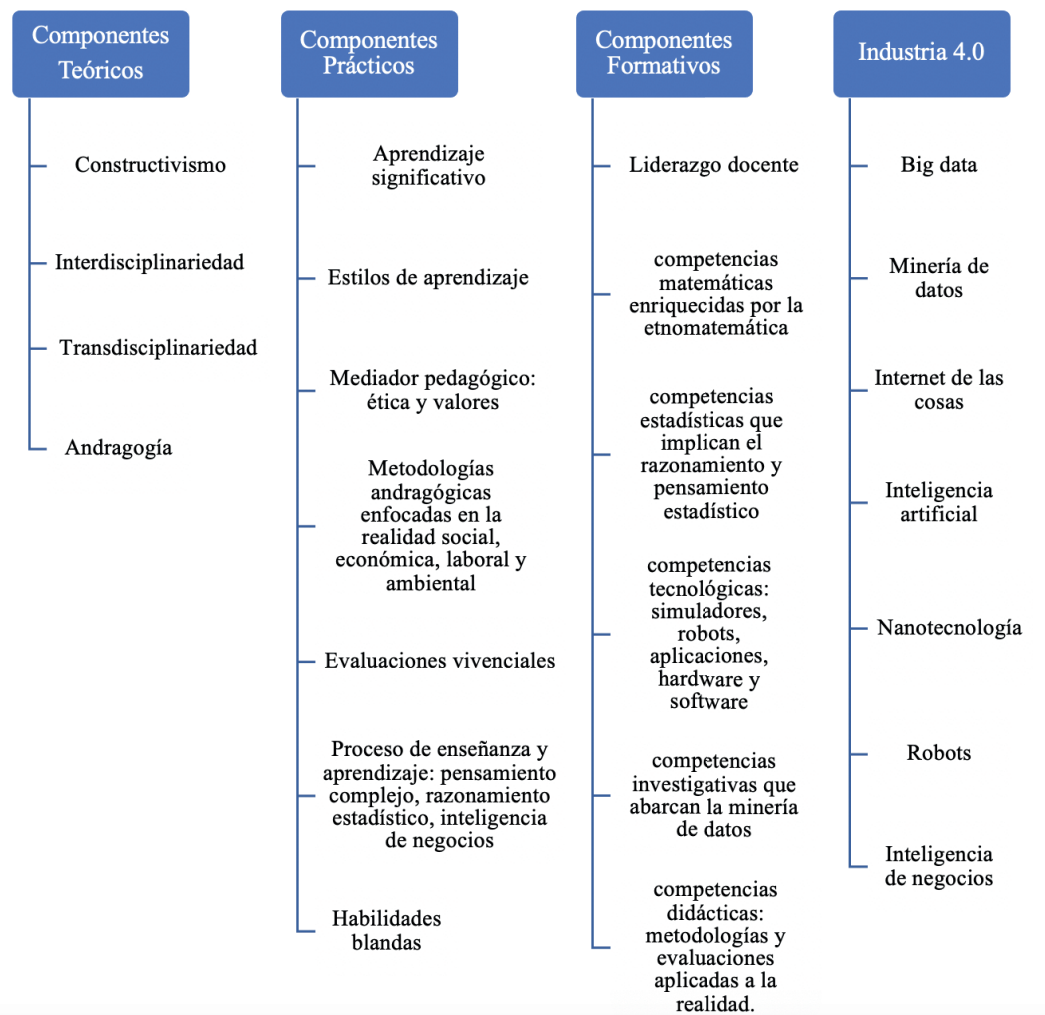 Componentes
Teóricos
Constructivismo
Interdisciplinariedad
Transdisciplinariedad
Andragogía
Componentes
Prácticos
Aprendizaje
significativo
Estilos de aprendizaje
Mediador pedagógico:
ética y valores
Metodologías
andragógicas
enfocadas en la
realidad social,
económica, laboral y
ambiental
Evaluaciones vivenciales
Proceso de enseñanza y
aprendizaje: pensamiento
complejo, razonamiento
estadístico, inteligencia
de negocios
Habilidades
blandas
Componentes
Formativos
Liderazgo docente
competencias
matemáticas
enriquecidas por la
etnomatemática
competencias
estadísticas que
implican el
razonamiento y
pensamiento
estadístico
competencias
tecnológicas:
simuladores,
robots,
aplicaciones,
hardware y
software
competencias
investigativas que
abarcan la minería
de datos
competencias
didácticas:
metodologías y
evaluaciones
aplicadas a la
realidad.
Industria 4.0
Big data
Minería de
datos
Internet de las
cosas
Inteligencia
artificial
Nanotecnología
Robots
Inteligencia
de negocios